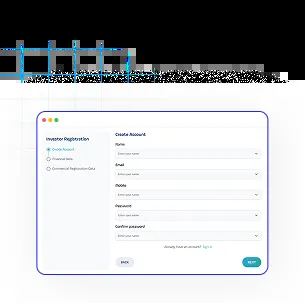 Investor Registration
Create Account
Financial Data
Commercial Registration Data
Create Account
Name
Enter your name
Email
Enter your name
Mobile
Enter your name
Password
Enter your name
Confirm password
Enter your name
Already have an account? Sign in
BACK
NEXT